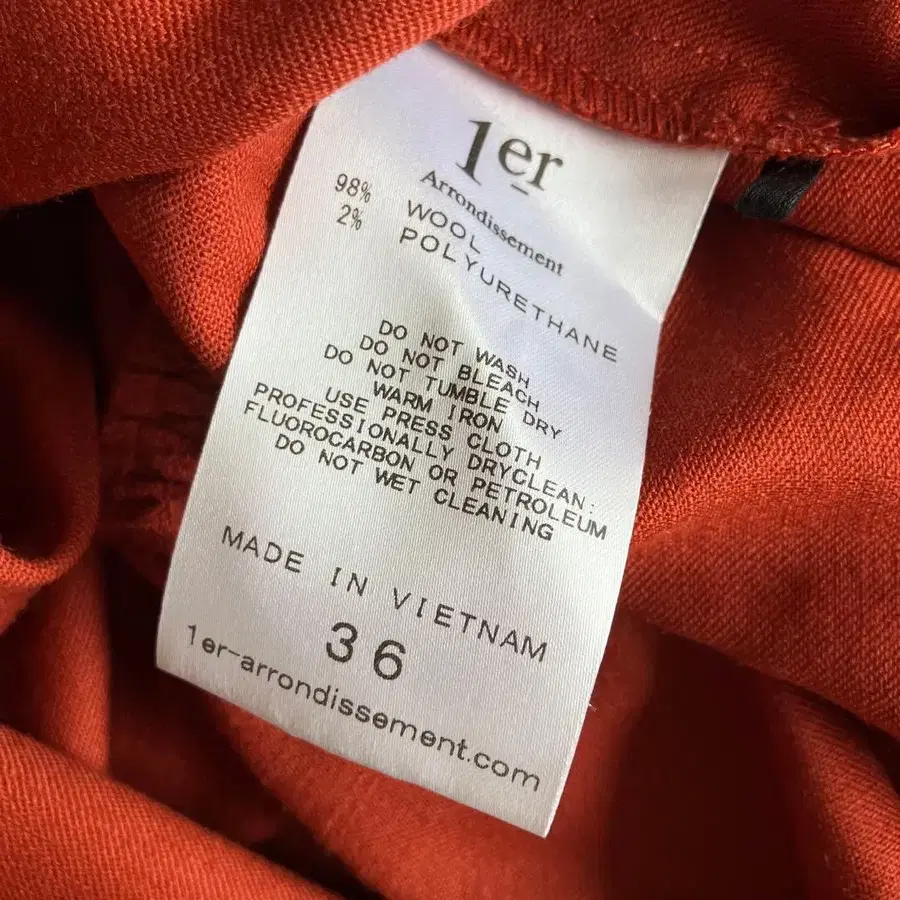 1er
Arrondissement
98% WOOL
2% POLYURETHANE
DO NOT WASH
DO NOT BLEACH
DO NOT TUMBLE DRY
WARM IRON
USE PRESS CLOTH
PROFESSIONALLY DRYCLEAN:
FLUOROCARBON OR PETROLEUM
DO NOT WET CLEANING
MADE IN VIETNAM
36
1er-arrondissement.com